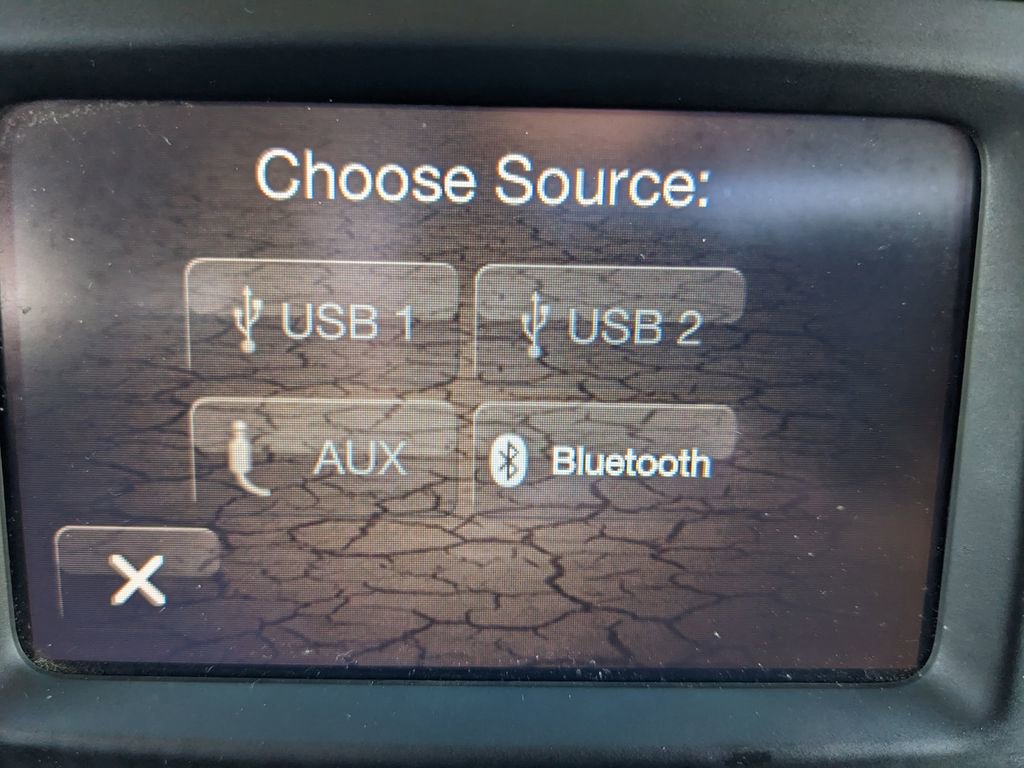 Choose Source:
USB 1
USB 2
AUX
Bluetooth